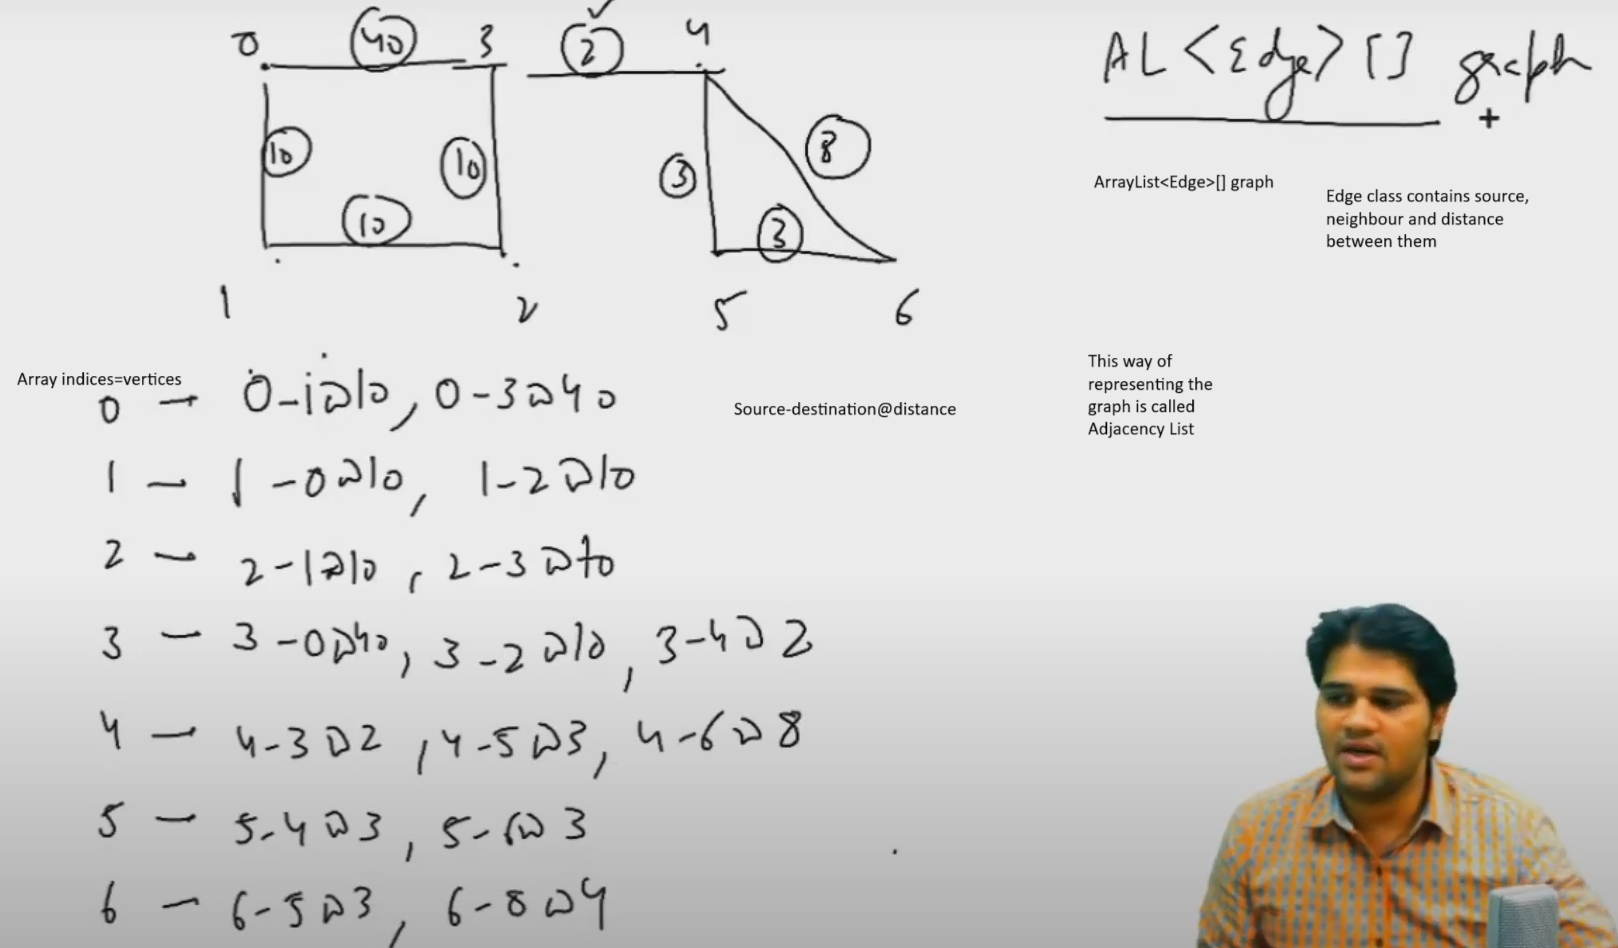 0 40 3 2 4
AL <Edge> [] graph
10 10 3 8
10 3
1 2 5 6
ArrayList<Edge>[] graph
Edge class contains source,
neighbour and distance
between them
Array indices=vertices
Source-destination@distance
This way of
representing the
graph is called
Adjacency List
0 - 0-1@10, 0-3@40
1 - 1-0@10, 1-2@10
2 - 2-1@10, 2-3@10
3 - 3-0@40, 3-2@10, 3-4@2
4 - 4-3@2, 4-5@3, 4-6@8
5 - 5-4@3, 5-6@3
6 - 6-5@3, 6-8@4